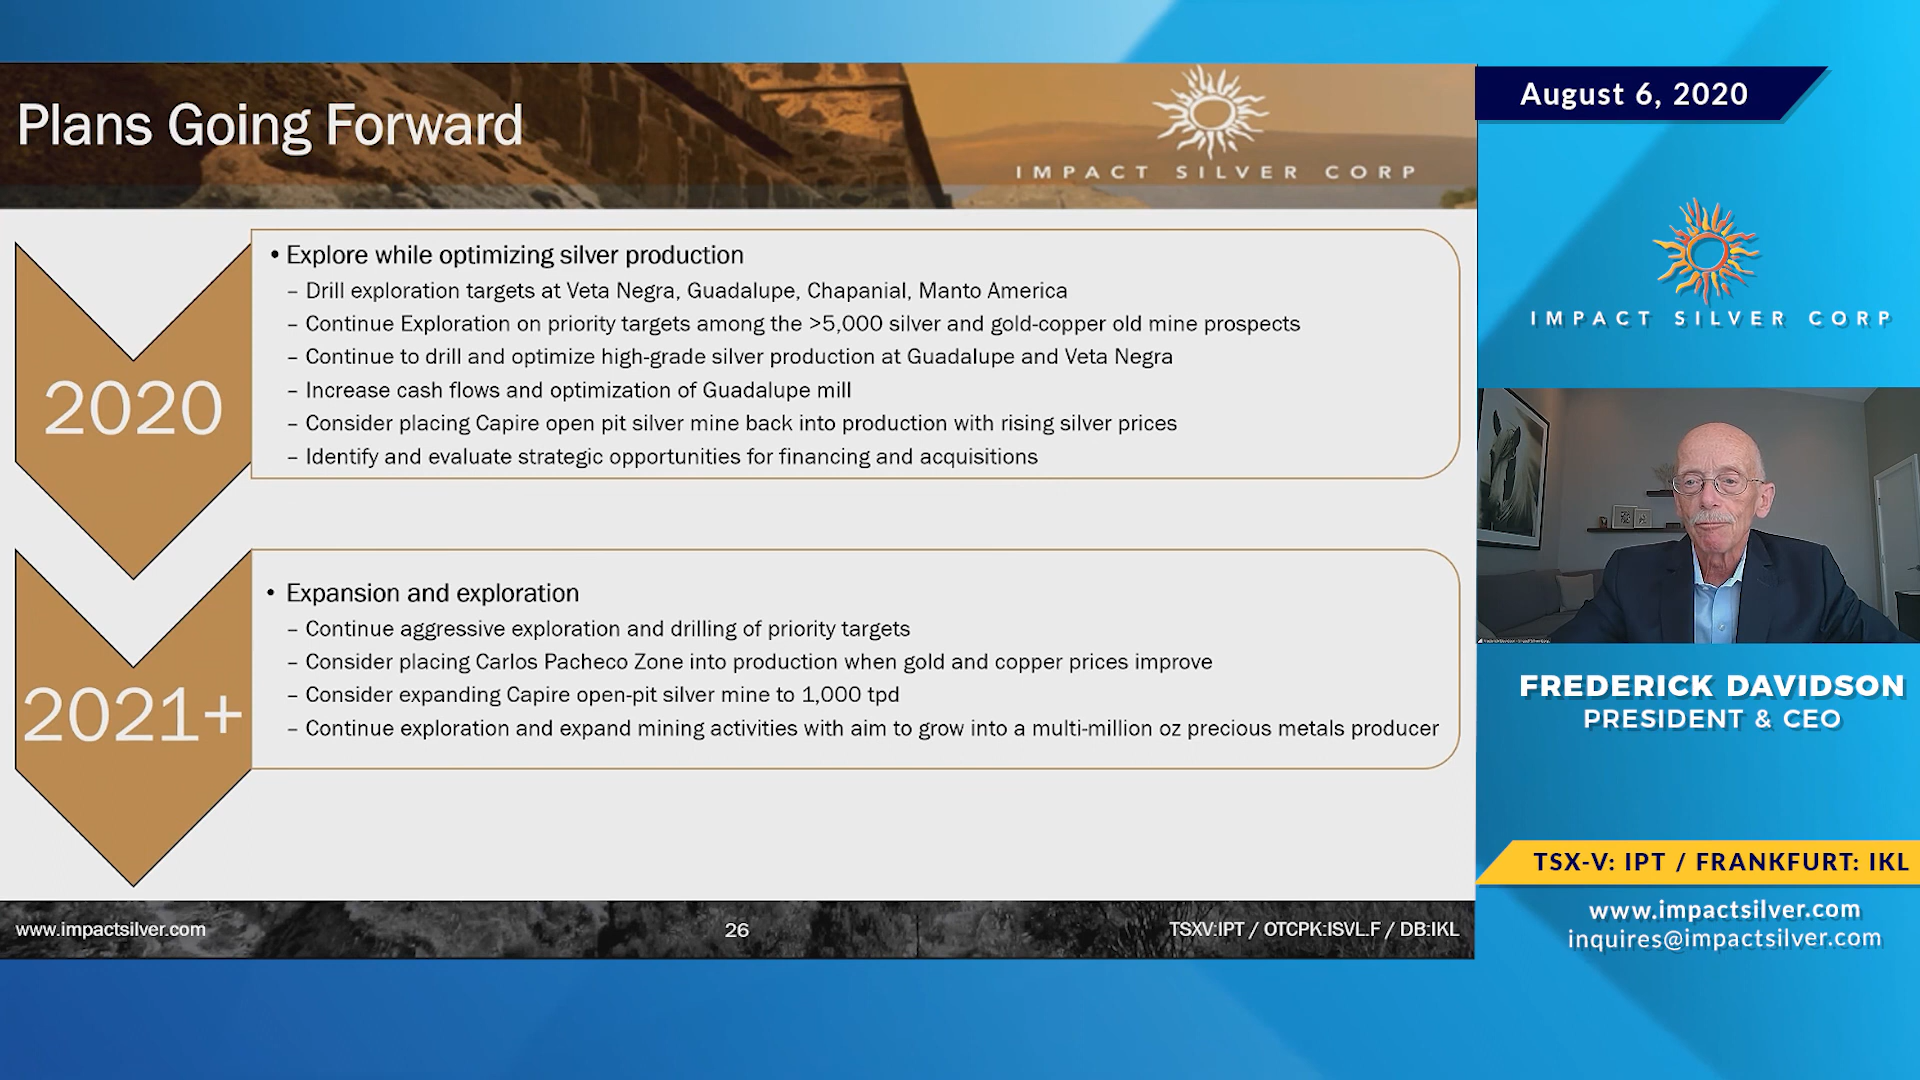 Plans Going Forward
IMPACT SILVER CORP
2020
• Explore while optimizing silver production
– Drill exploration targets at Veta Negra, Guadalupe, Chapanial, Manto America
– Continue Exploration on priority targets among the >5,000 silver and gold-copper old mine prospects
– Continue to drill and optimize high-grade silver production at Guadalupe and Veta Negra
– Increase cash flows and optimization of Guadalupe mill
– Consider placing Capire open pit silver mine back into production with rising silver prices
– Identify and evaluate strategic opportunities for financing and acquisitions
2021+
• Expansion and exploration
– Continue aggressive exploration and drilling of priority targets
– Consider placing Carlos Pacheco Zone into production when gold and copper prices improve
– Consider expanding Capire open-pit silver mine to 1,000 tpd
– Continue exploration and expand mining activities with aim to grow into a multi-million oz precious metals producer
www.impactsilver.com
26
TSXV:IPT / OTCPK:ISVL.F / DB:IKL
August 6, 2020
IMPACT SILVER CORP
FREDERICK DAVIDSON
PRESIDENT & CEO
TSX-V: IPT / FRANKFURT: IKL
www.impactsilver.com
inquires@impactsilver.com